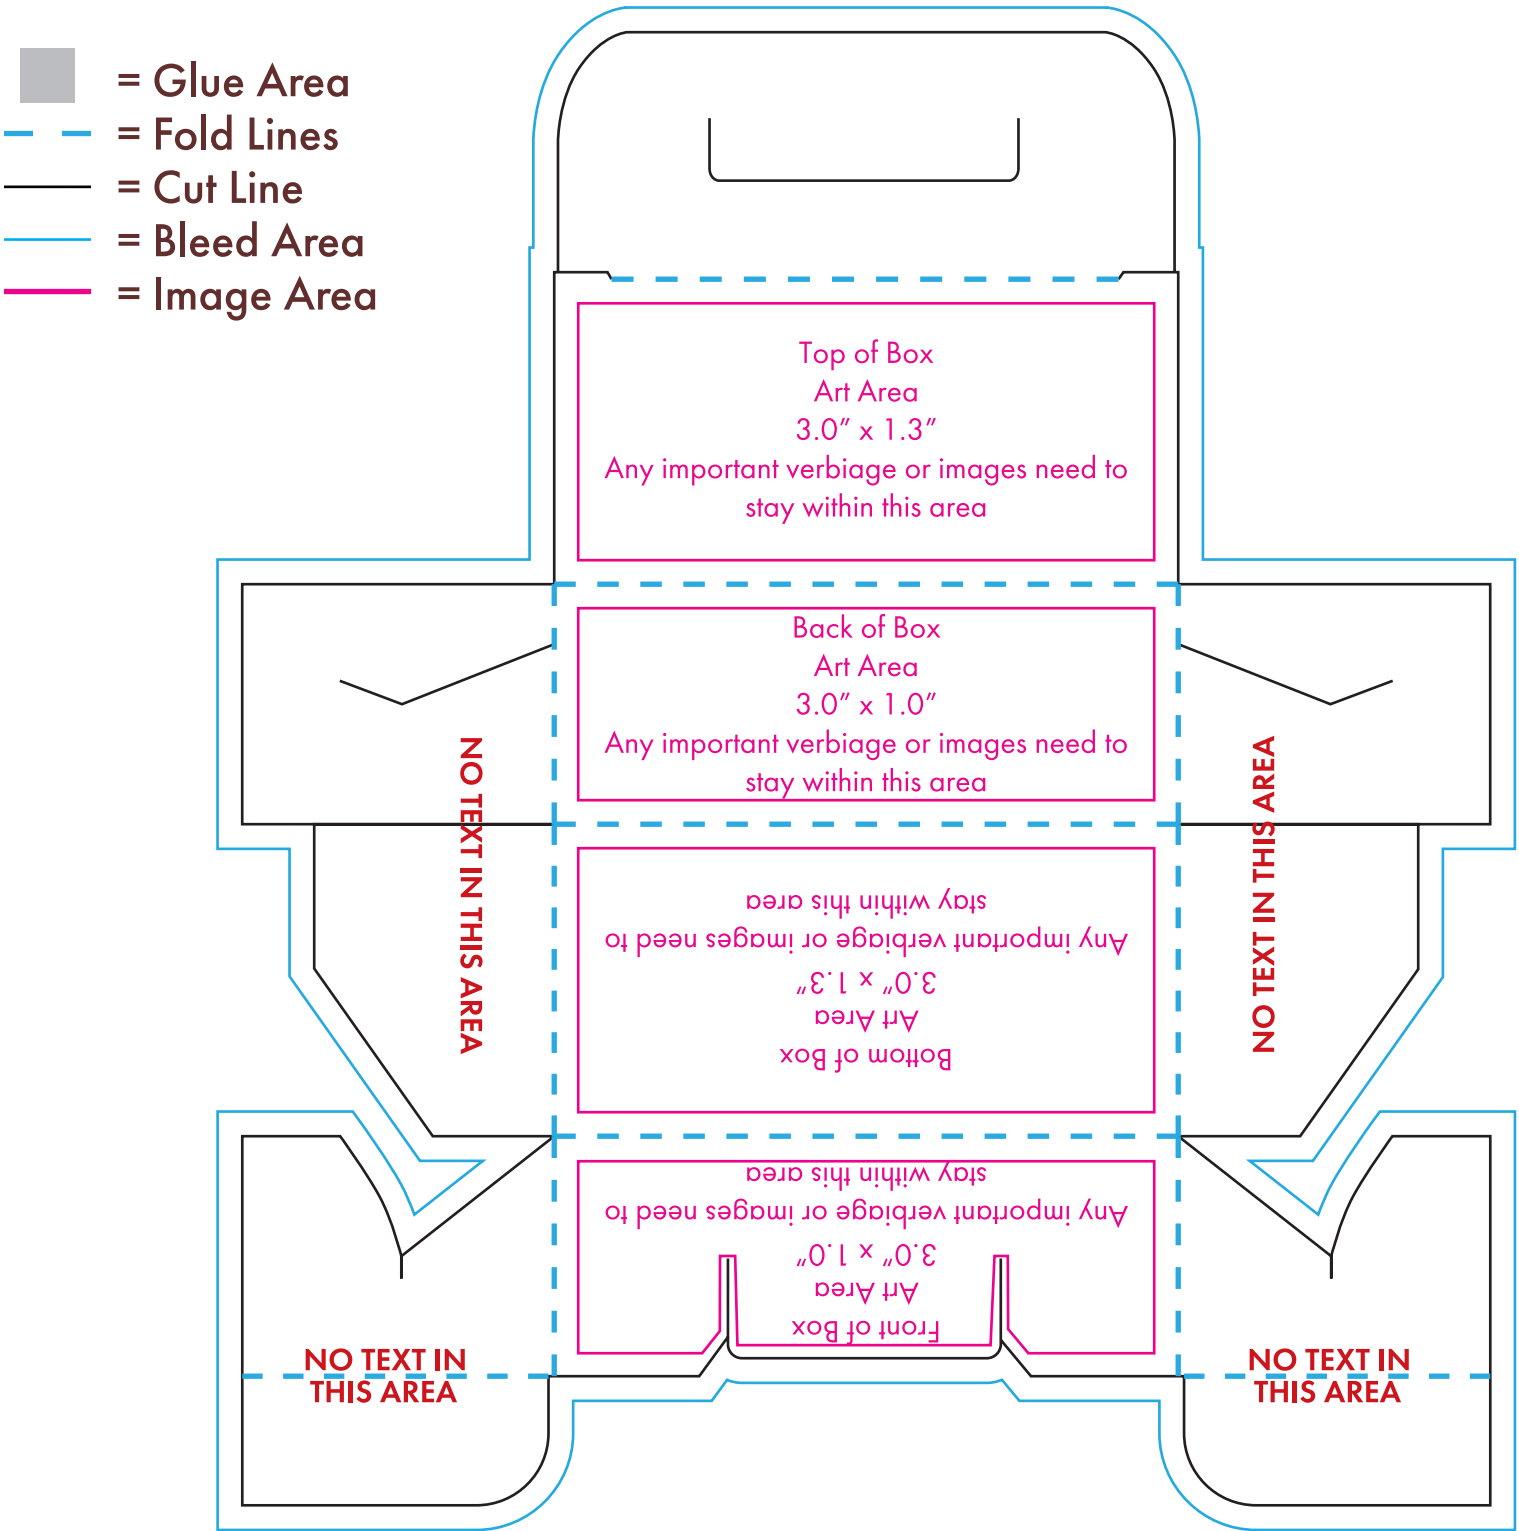 = Glue Area
= Fold Lines
= Cut Line
= Bleed Area
= Image Area
Top of Box
Art Area
3.0" x 1.3"
Any important verbiage or images need to
stay within this area
Back of Box
Art Area
3.0" x 1.0"
Any important verbiage or images need to
stay within this area
NO TEXT IN THIS AREA
NO TEXT IN THIS AREA
Bottom of Box
Art Area
3.0" x 1.3"
Any important verbiage or images need to
stay within this area
Front of Box
Art Area
3.0" x 1.0"
Any important verbiage or images need to
stay within this area
NO TEXT IN
THIS AREA
NO TEXT IN
THIS AREA